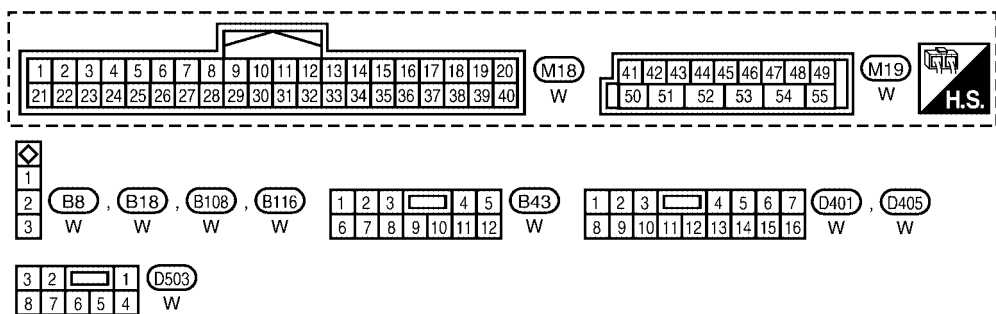 1 2 3 4 5 6 7 8 9 10 11 12 13 14 15 16 17 18 19 20
21 22 23 24 25 26 27 28 29 30 31 32 33 34 35 36 37 38 39 40
M18
W
41 42 43 44 45 46 47 48 49
50 51 52 53 54 55
M19
W
H.S.
1
2
3
B8 , B18 , B108 , B116
W W W W
1 2 3 4 5
6 7 8 9 10 11 12
B43
W
1 2 3 4 5 6 7
8 9 10 11 12 13 14 15 16
D401 , D405
W W
3 2 1
8 7 6 5 4
D503
W